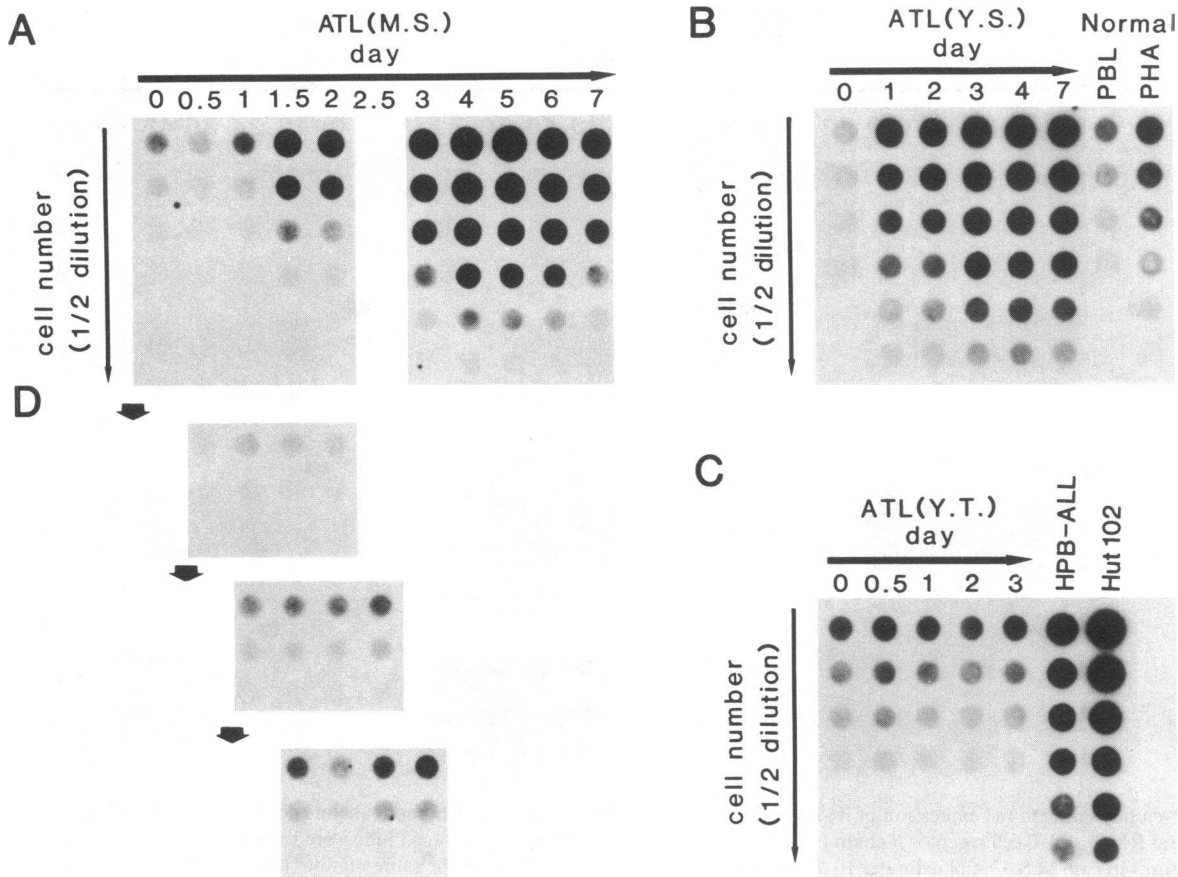 A
ATL(M.S.)
day
0 0.5 1 1.5 2 2.5 3 4 5 6 7
cell number
(1/2 dilution)
B
ATL(Y.S.) Normal
day
0 1 2 3 4 7 PBL PHA
cell number
(1/2 dilution)
D
C
ATL(Y.T.)
day
0 0.5 1 2 3 HPB-ALL Hut102
cell number
(1/2 dilution)